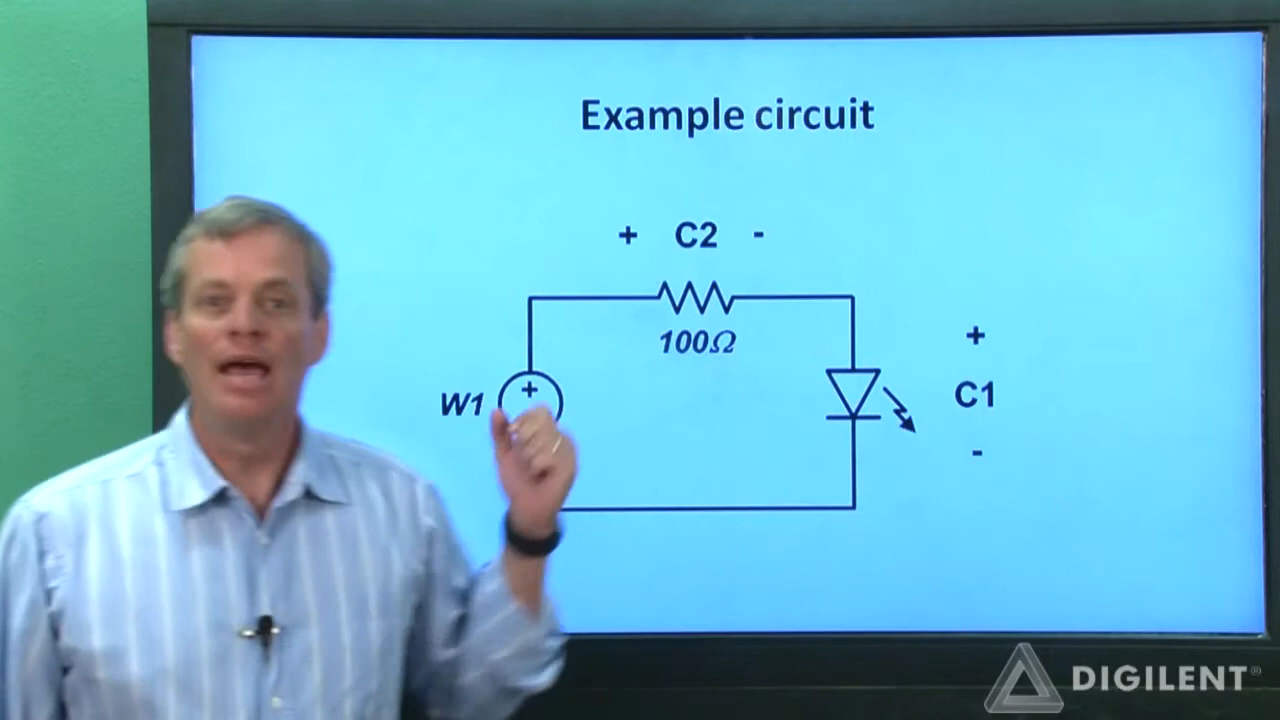 Example circuit
+ C2 -
100Ω
W1
+
+
C1
-
DIGILENT®